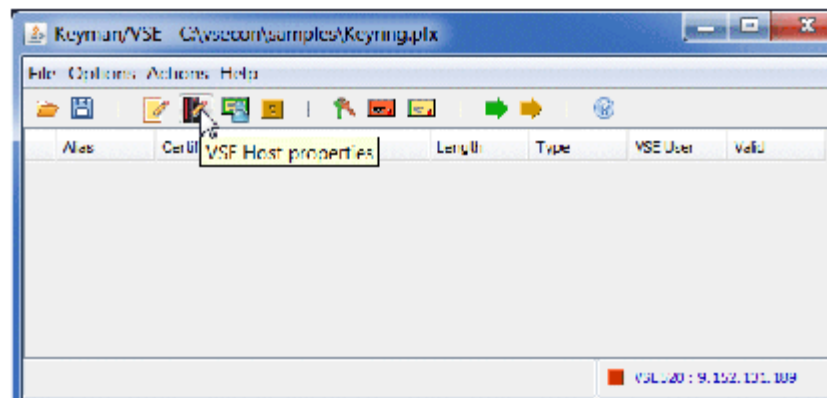 Keyman/VSE - C:\vsecon\samples\Keyring.pfx
File Options Actions Help
Alias Certif Length Type VSE User Valid
VSE Host properties